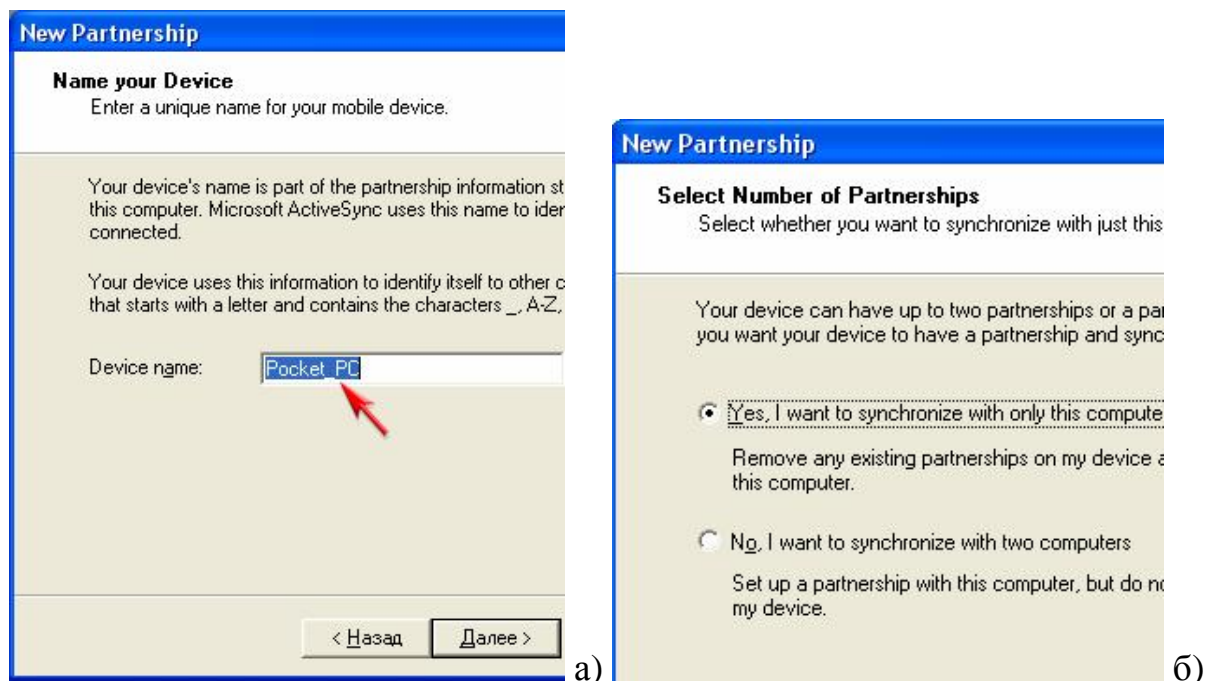 New Partnership
Name your Device
Enter a unique name for your mobile device.
Your device's name is part of the partnership information st
this computer. Microsoft ActiveSync uses this name to iden
connected.
Your device uses this information to identify itself to other c
that starts with a letter and contains the characters _, A-Z,
Device name:
Pocket_PC
< Назад
Далее >
а)
New Partnership
Select Number of Partnerships
Select whether you want to synchronize with just this
Your device can have up to two partnerships or a par
you want your device to have a partnership and sync
Yes, I want to synchronize with only this compute
Remove any existing partnerships on my device a
this computer.
No, I want to synchronize with two computers
Set up a partnership with this computer, but do no
my device.
б)